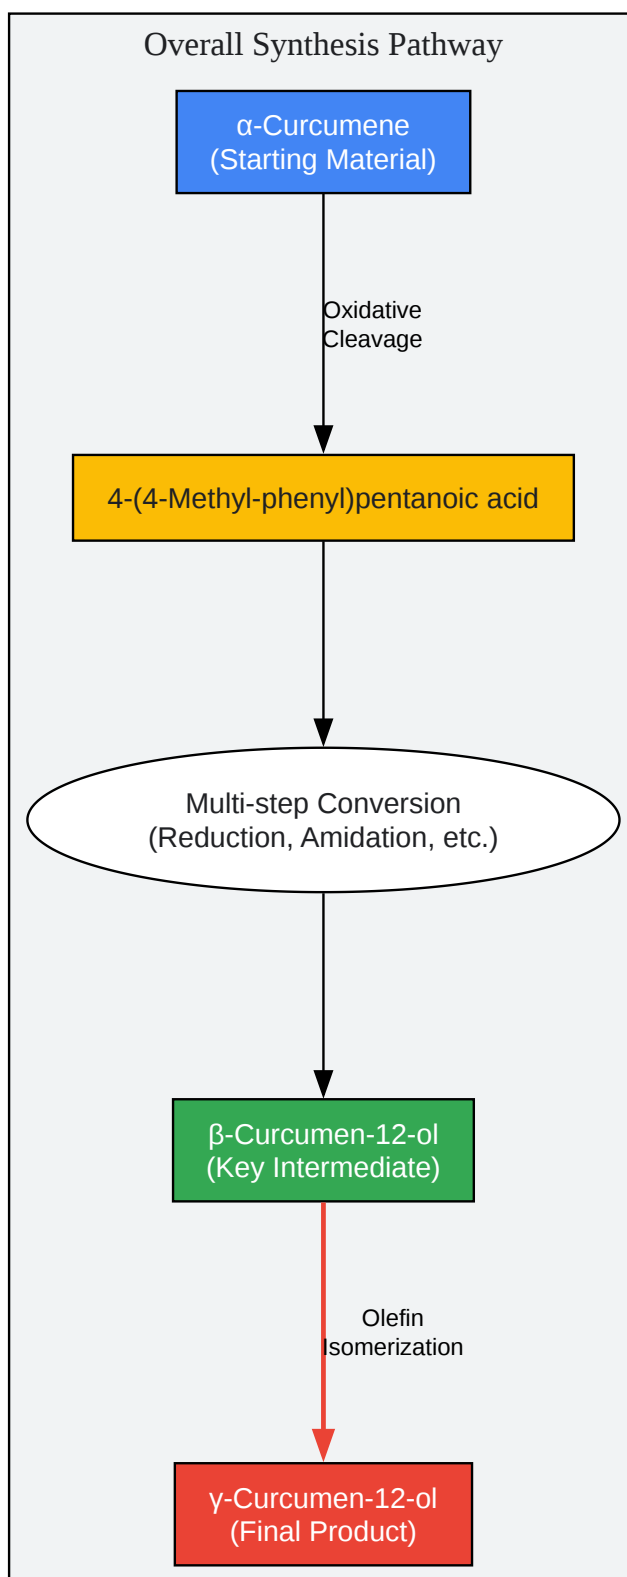 Overall Synthesis Pathway
α-Curcumene
(Starting Material)
Oxidative
Cleavage
4-(4-Methyl-phenyl)pentanoic acid
Multi-step Conversion
(Reduction, Amidation, etc.)
β-Curcumen-12-ol
(Key Intermediate)
Olefin
Isomerization
γ-Curcumen-12-ol
(Final Product)